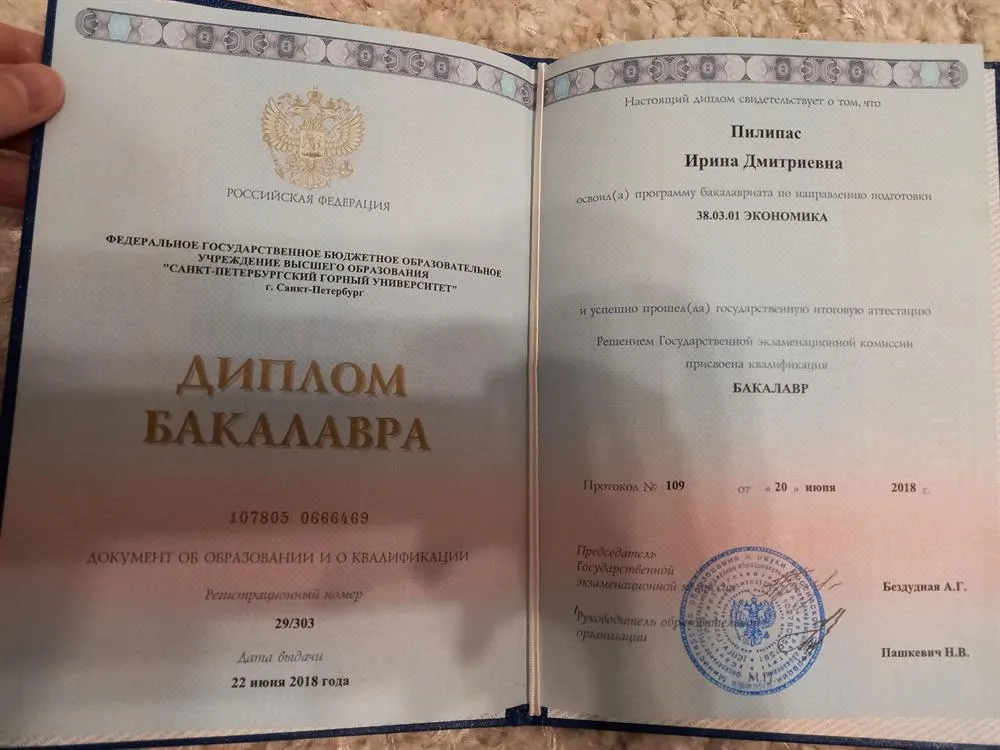 РОССИЙСКАЯ ФЕДЕРАЦИЯ
ФЕДЕРАЛЬНОЕ ГОСУДАРСТВЕННОЕ БЮДЖЕТНОЕ ОБРАЗОВАТЕЛЬНОЕ
УЧРЕЖДЕНИЕ ВЫСШЕГО ОБРАЗОВАНИЯ
"САНКТ-ПЕТЕРБУРГСКИЙ ГОРНЫЙ УНИВЕРСИТЕТ"
г. Санкт-Петербург
ДИПЛОМ
БАКАЛАВРА
107805 0666469
ДОКУМЕНТ ОБ ОБРАЗОВАНИИ И О КВАЛИФИКАЦИИ
Регистрационный номер
29/303
Дата выдачи
22 июня 2018 года
Настоящий диплом свидетельствует о том, что
Пилипас
Ирина Дмитриевна
освоил(а) программу бакалавриата по направлению подготовки
38.03.01 ЭКОНОМИКА
и успешно прошел(ла) государственную итоговую аттестацию
Решением Государственной экзаменационной комиссии
присвоена квалификация
БАКАЛАВР
Протокол № 109 от « 20 » июня 2018 г.
Председатель
Государственной
экзаменационной
Бездудная А.Г.
Руководитель образовательной
организации
Пашкевич Н.В.
М.П.